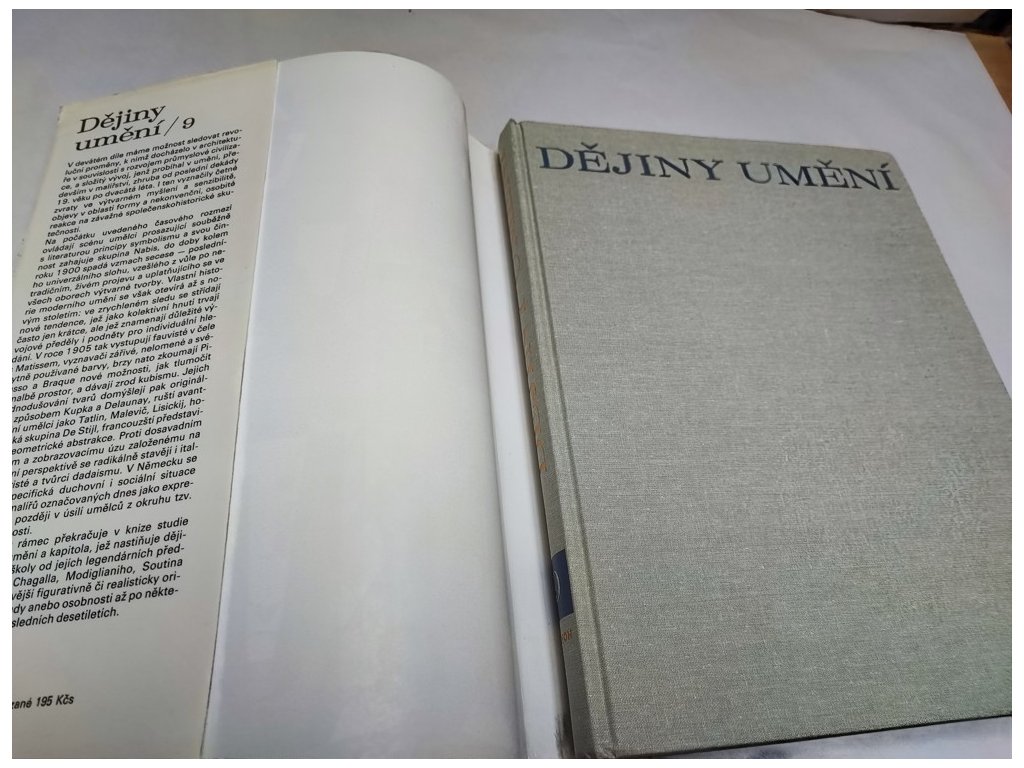 Dějiny
umění/9
V devátém díle máme možnost sledovat revo-
luční proměny, k nimž docházelo v architektu-
ře v souvislosti s rozvojem průmyslové civiliza-
ce, a složitý vývoj, jenž probíhal v umění, pře-
devším v malířství, zhruba od poslední dekády
19. věku po dvacátá léta. I ten vyznačily četné
zvraty ve výtvarném myšlení a senzibilitě,
objevy v oblasti formy a nekonvenční, osobité
reakce na závažné společenskohistorické sku-
tečnosti.
Na počátku uvedeného časového rozmezí
ovládají scénu umělci prosazující souběžně
s literaturou principy symbolismu a svou čin-
nost zahajuje skupina Nabis, do doby kolem
roku 1900 spadá vzmach secese — poslední-
ho univerzálního slohu, vzešlého z vůle po ne-
tradičním, živém projevu a uplatňujícího se ve
všech oborech výtvarné tvorby. Vlastní histo-
rie moderního umění se však otevírá až s no-
vým stoletím: ve zrychleném sledu se střídají
nové tendence, jež jako kolektivní hnutí trvají
často jen krátce, ale jež znamenají důležité vý-
vojové předěly i podněty pro individuální hle-
dání. V roce 1905 tak vystupují fauvisté v čele
Matissem, vyznavači zářivé, nelomené a své-
ytně používané barvy, brzy nato zkoumají Pi-
sso a Braque nové možnosti, jak tlumočit
malbě prostor, a dávají zrod kubismu. Jejich
dnodušování tvarů domýšlejí pak originál-
způsobem Kupka a Delaunay, ruští avant-
ní umělci jako Tatlin, Malevič, Lisickij, ho-
ká skupina De Stijl, francouzští představi-
eometrické abstrakce. Proti dosavadním
m a zobrazovacímu úzu založenému na
ní perspektivě se radikálně stavějí i ital-
isté a tvůrci dadaismu. V Německu se
pecifická duchovní i sociální situace
malířů označovaných dnes jako expre-
později v úsilí umělců z okruhu tzv.
osti.
rámec překračuje v knize studie
mění a kapitola, jež nastiňuje ději-
školy od jejich legendárních před-
Chagalla, Modiglianiho, Soutina
vější figurativně či realisticky ori-
edy anebo osobnosti až po někte-
sledních desetiletích.
zané 195 Kčs
DĚJINY UMĚNÍ